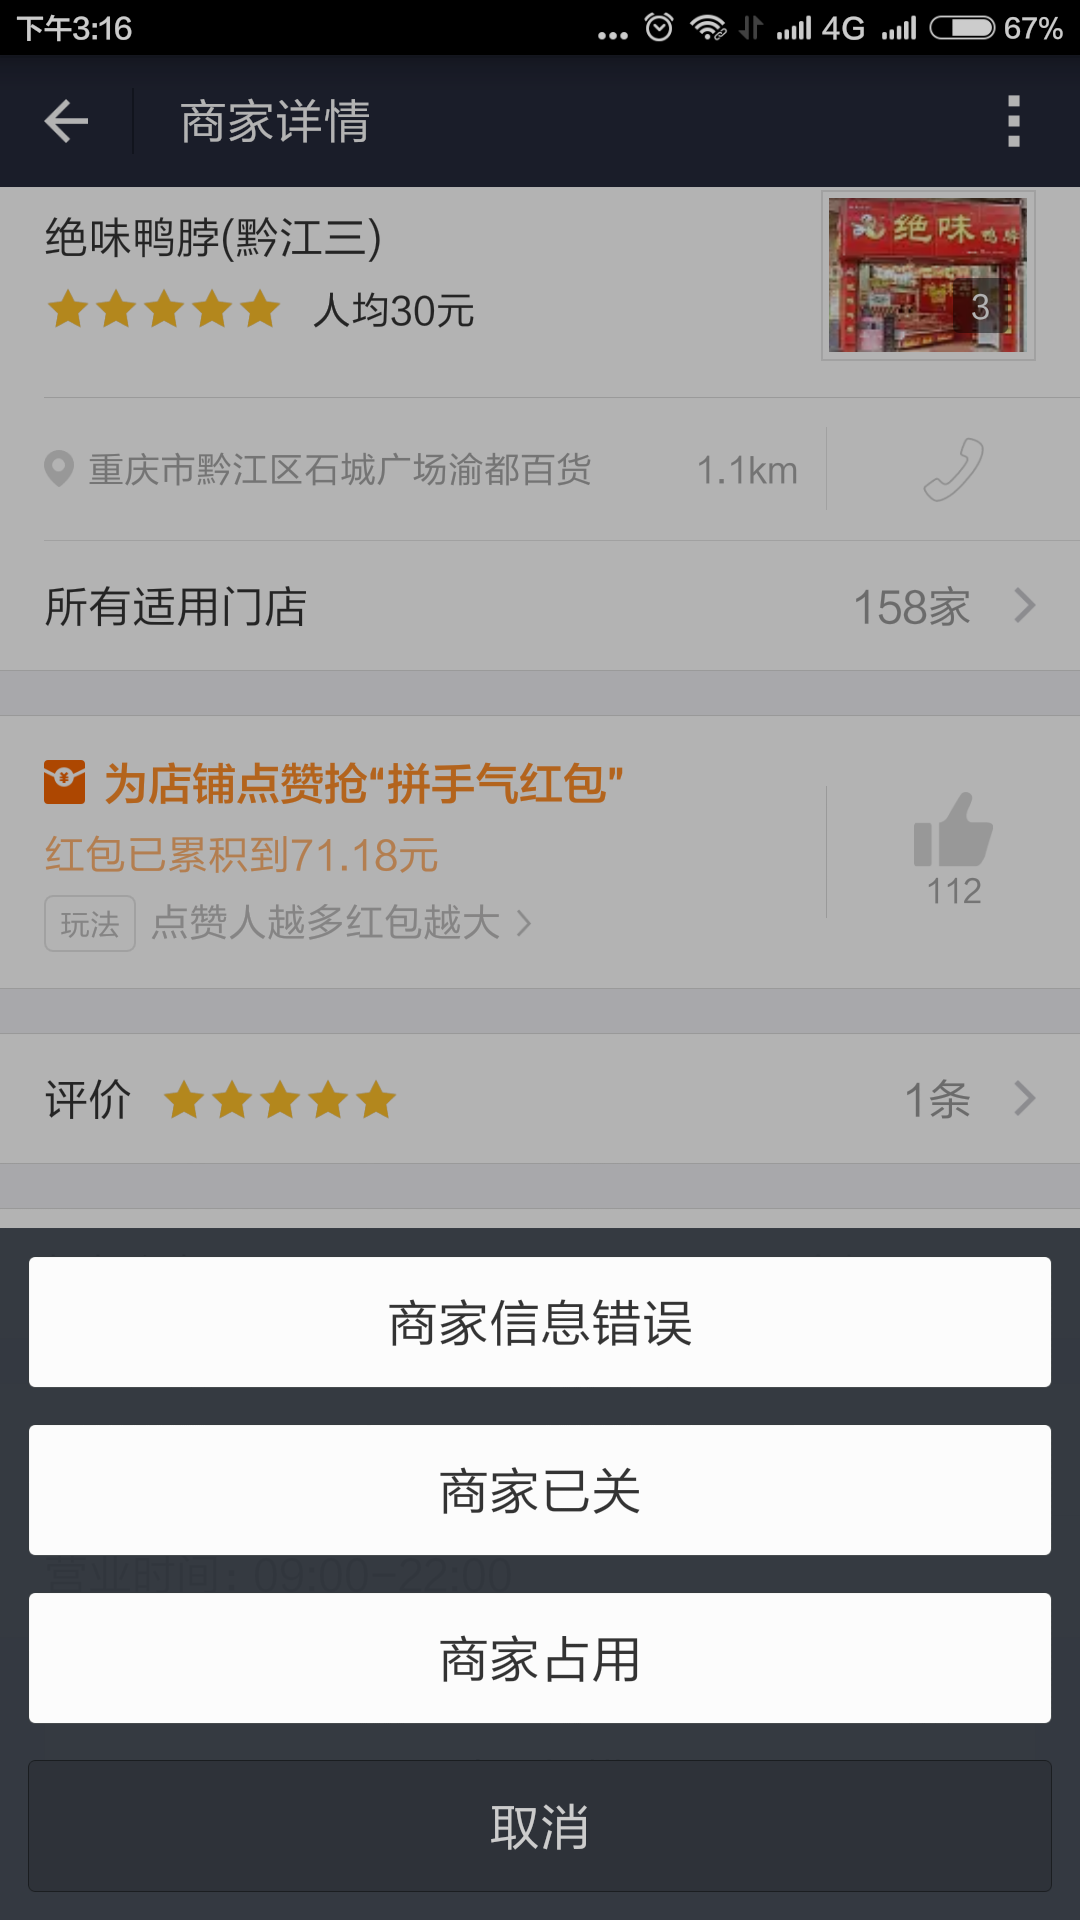 下午3:16
4G
67%
商家详情
绝味鸭脖(黔江三)
人均30元
绝味鸭脖
3
重庆市黔江区石城广场渝都百货
1.1km
所有适用门店
158家
为店铺点赞抢“拼手气红包”
红包已累积到71.18元
玩法
点赞人越多红包越大
112
评价
1条
商家信息错误
商家已关
营业时间：09:00-22:00
商家占用
取消